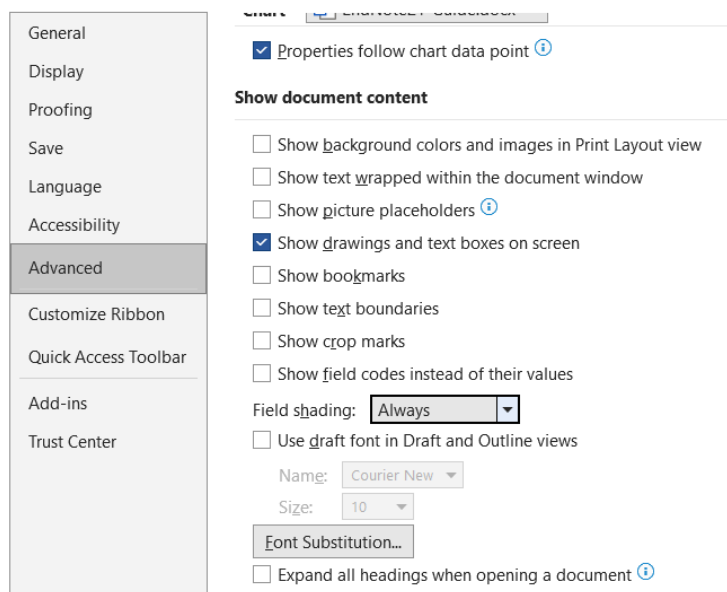 General
Display
Proofing
Save
Language
Accessibility
Advanced
Customize Ribbon
Quick Access Toolbar
Add-ins
Trust Center
Properties follow chart data point
Show document content
Show background colors and images in Print Layout view
Show text wrapped within the document window
Show picture placeholders
Show drawings and text boxes on screen
Show bookmarks
Show text boundaries
Show crop marks
Show field codes instead of their values
Field shading: Always
Use draft font in Draft and Outline views
Name: Courier New
Size: 10
Font Substitution...
Expand all headings when opening a document